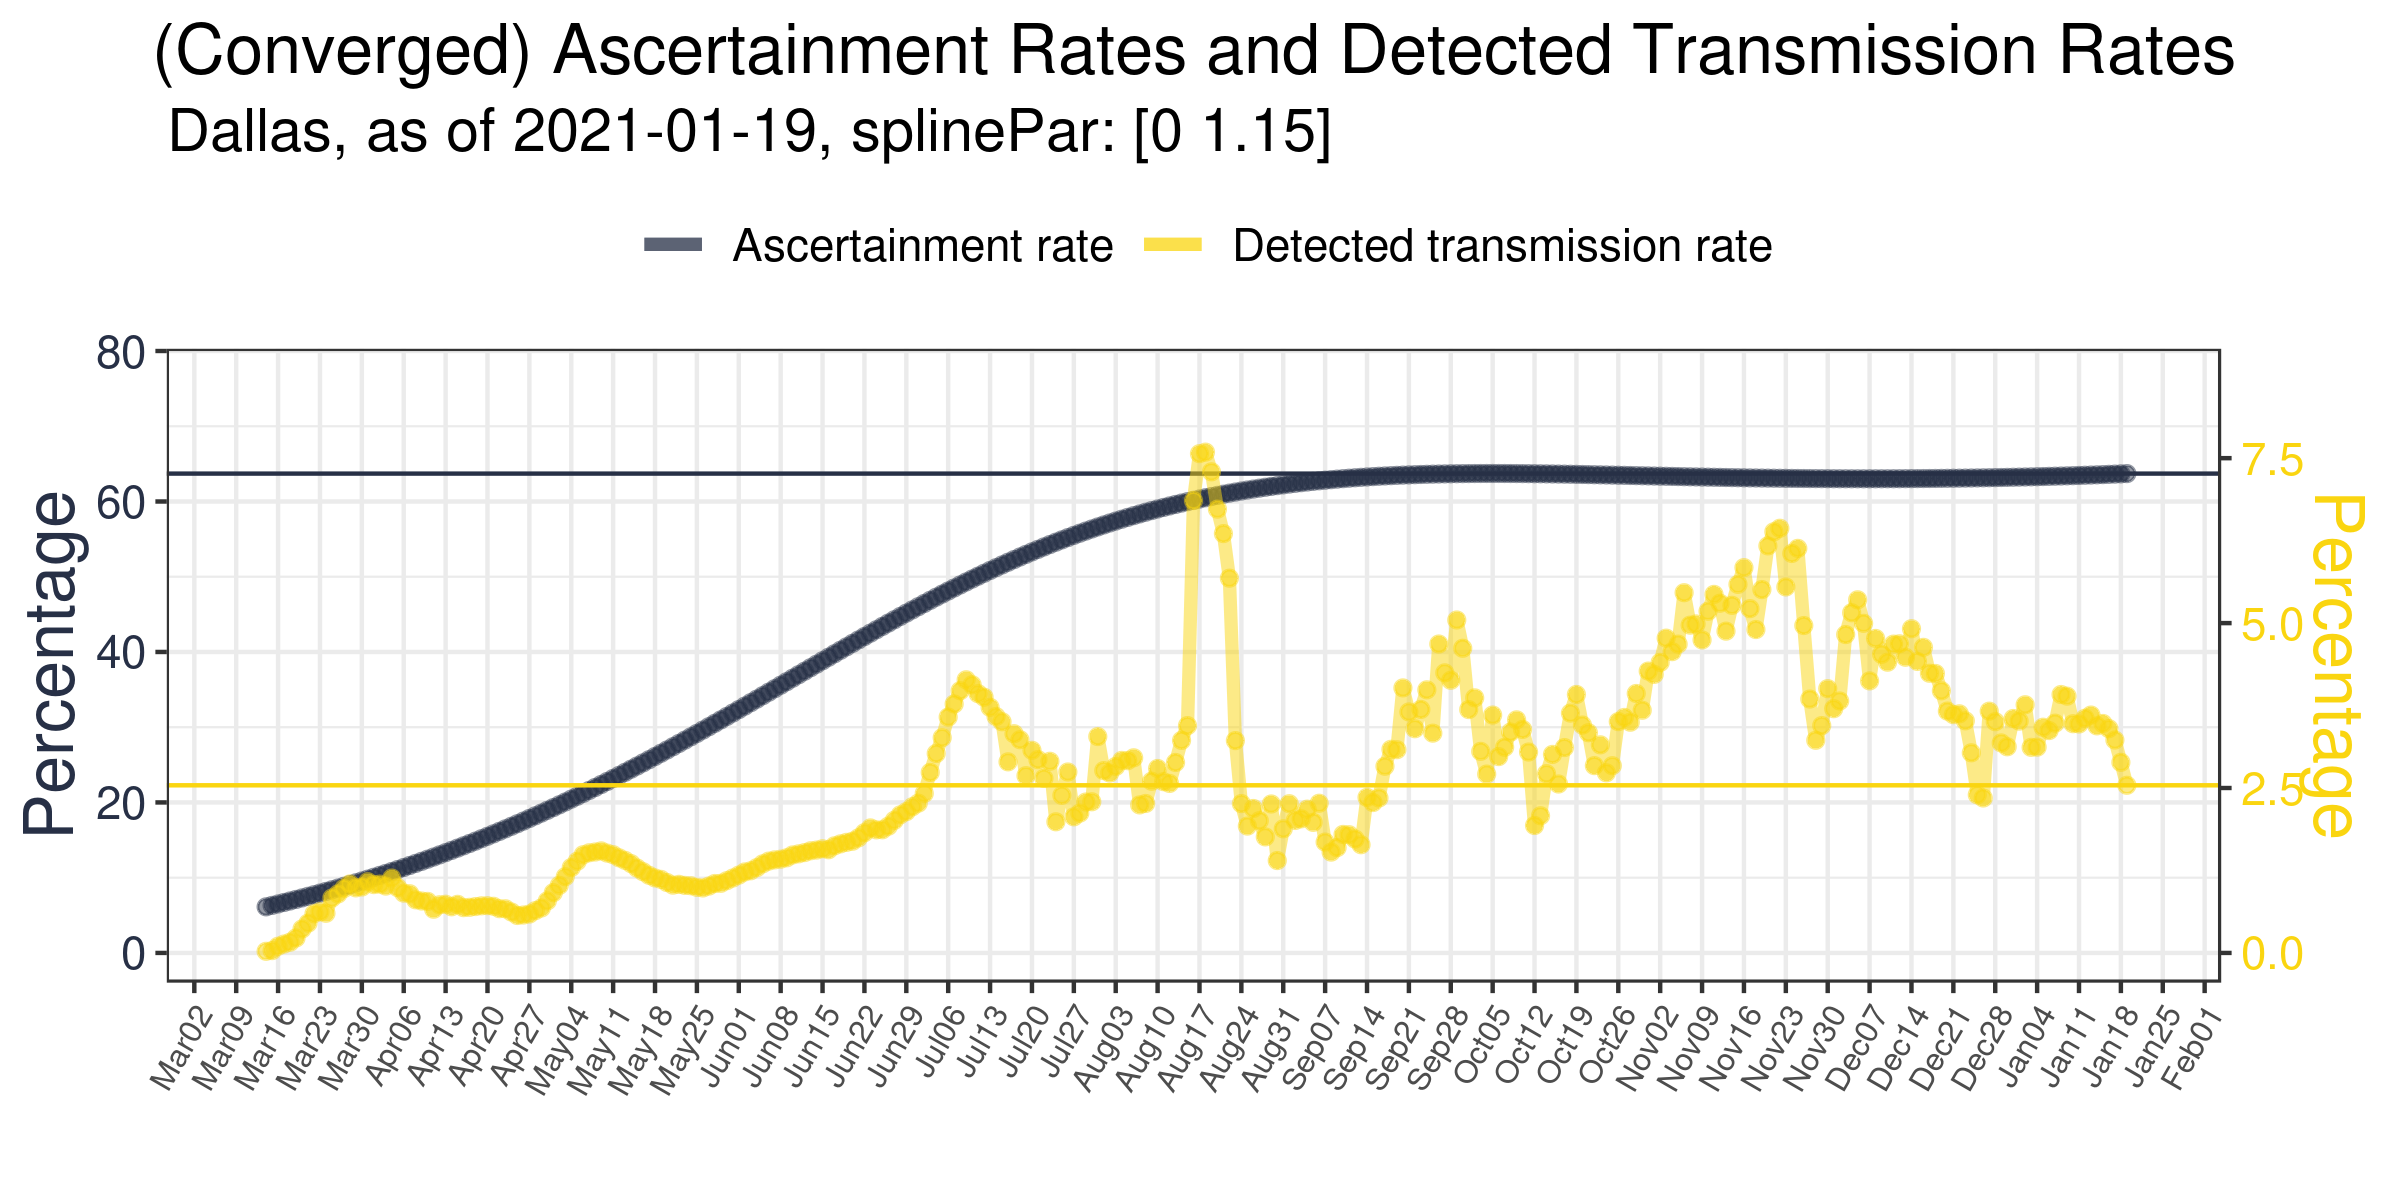 (Converged) Ascertainment Rates and Detected Transmission Rates
Dallas, as of 2021-01-19, splinePar: [0 1.15]
Ascertainment rate
Detected transmission rate
Percentage
80
60
40
20
0
7.5
5.0
2.5
0.0
Percentage
Mar02
Mar09
Mar16
Mar23
Mar30
Apr06
Apr13
Apr20
Apr27
May04
May11
May18
May25
Jun01
Jun08
Jun15
Jun22
Jun29
Jul06
Jul13
Jul20
Jul27
Aug03
Aug10
Aug17
Aug24
Aug31
Sep07
Sep14
Sep21
Sep28
Oct05
Oct12
Oct19
Oct26
Nov02
Nov09
Nov16
Nov23
Nov30
Dec07
Dec14
Dec21
Dec28
Jan04
Jan11
Jan18
Jan25
Feb01